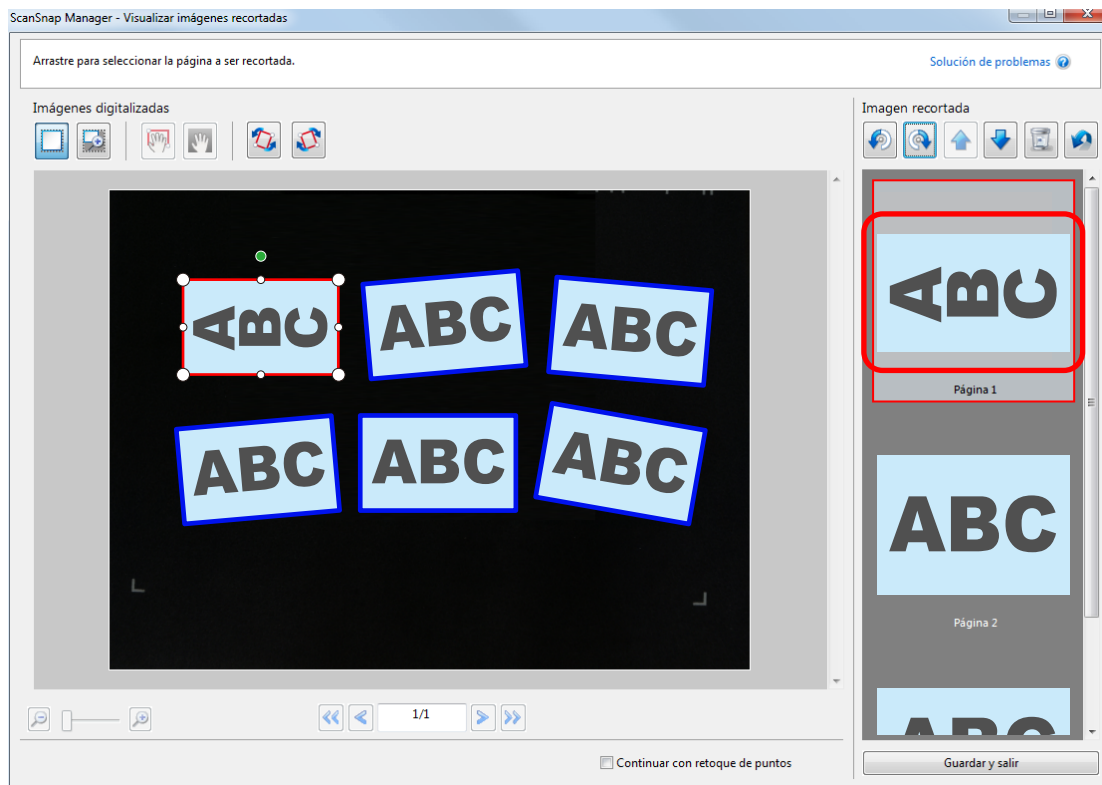 ScanSnap Manager - Visualizar imágenes recortadas
Arrastre para seleccionar la página a ser recortada.
Solución de problemas
Imágenes digitalizadas
Imagen recortada
ABC
ABC
ABC
ABC
ABC
ABC
ABC
Página 1
ABC
Página 2
ABC
1/1
Continuar con retoque de puntos
Guardar y salir